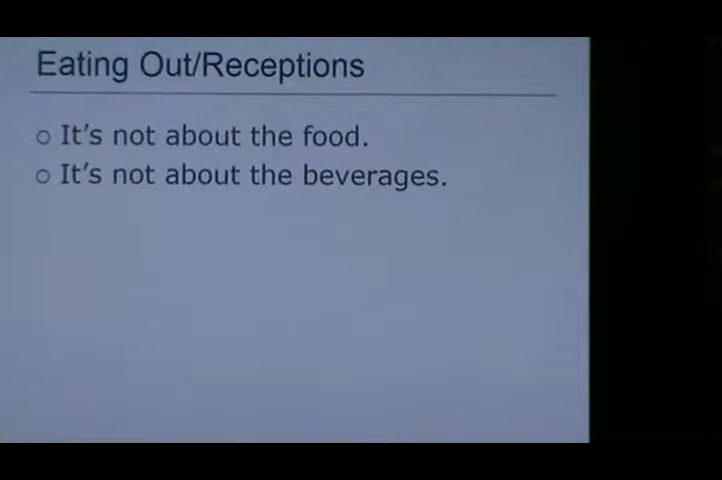 Eating Out/Receptions
It's not about the food.
It's not about the beverages.